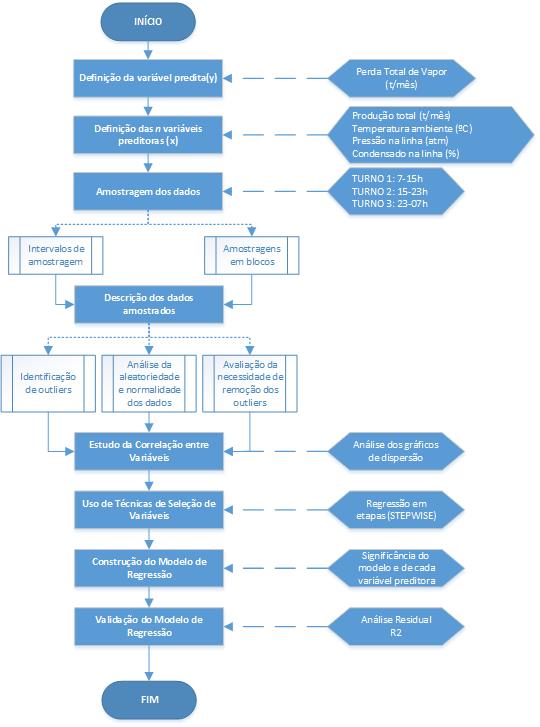 INÍCIO
Definição da variável predita(y)
Perda Total de Vapor
(t/mês)
Definição das n variáveis
preditoras (x)
Produção total (t/mês)
Temperatura ambiente (ºC)
Pressão na linha (atm)
Condensado na linha (%)
Amostragem dos dados
TURNO 1: 7-15h
TURNO 2: 15-23h
TURNO 3: 23-07h
Intervalos de
amostragem
Amostragens
em blocos
Descrição dos dados
amostrados
Identificação
de outliers
Análise da
aleatoriedade
e normalidade
dos dados
Avaliação da
necessidade de
remoção dos
outliers
Estudo da Correlação entre
Variáveis
Análise dos gráficos
de dispersão
Uso de Técnicas de Seleção de
Variáveis
Regressão em
etapas (STEPWISE)
Construção do Modelo de
Regressão
Significância do
modelo e de cada
variável preditora
Validação do Modelo de
Regressão
Análise Residual
R2
FIM